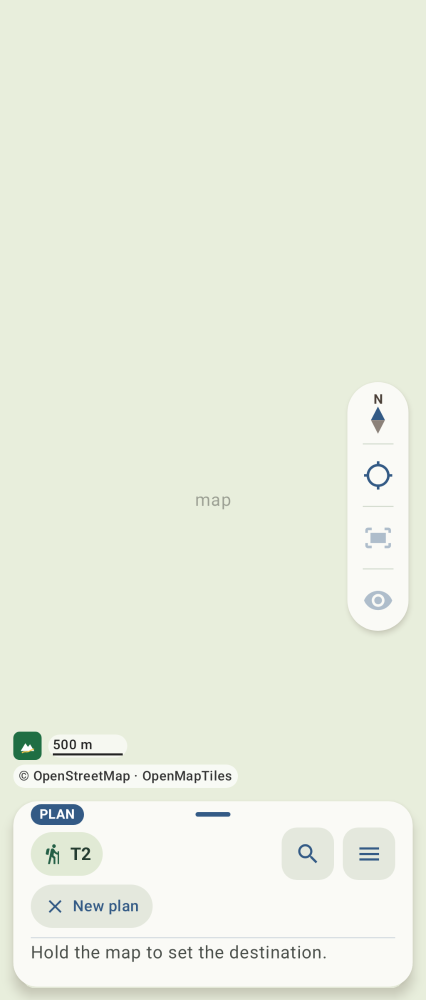 N
map
500 m
© OpenStreetMap · OpenMapTiles
PLAN
T2
New plan
Hold the map to set the destination.